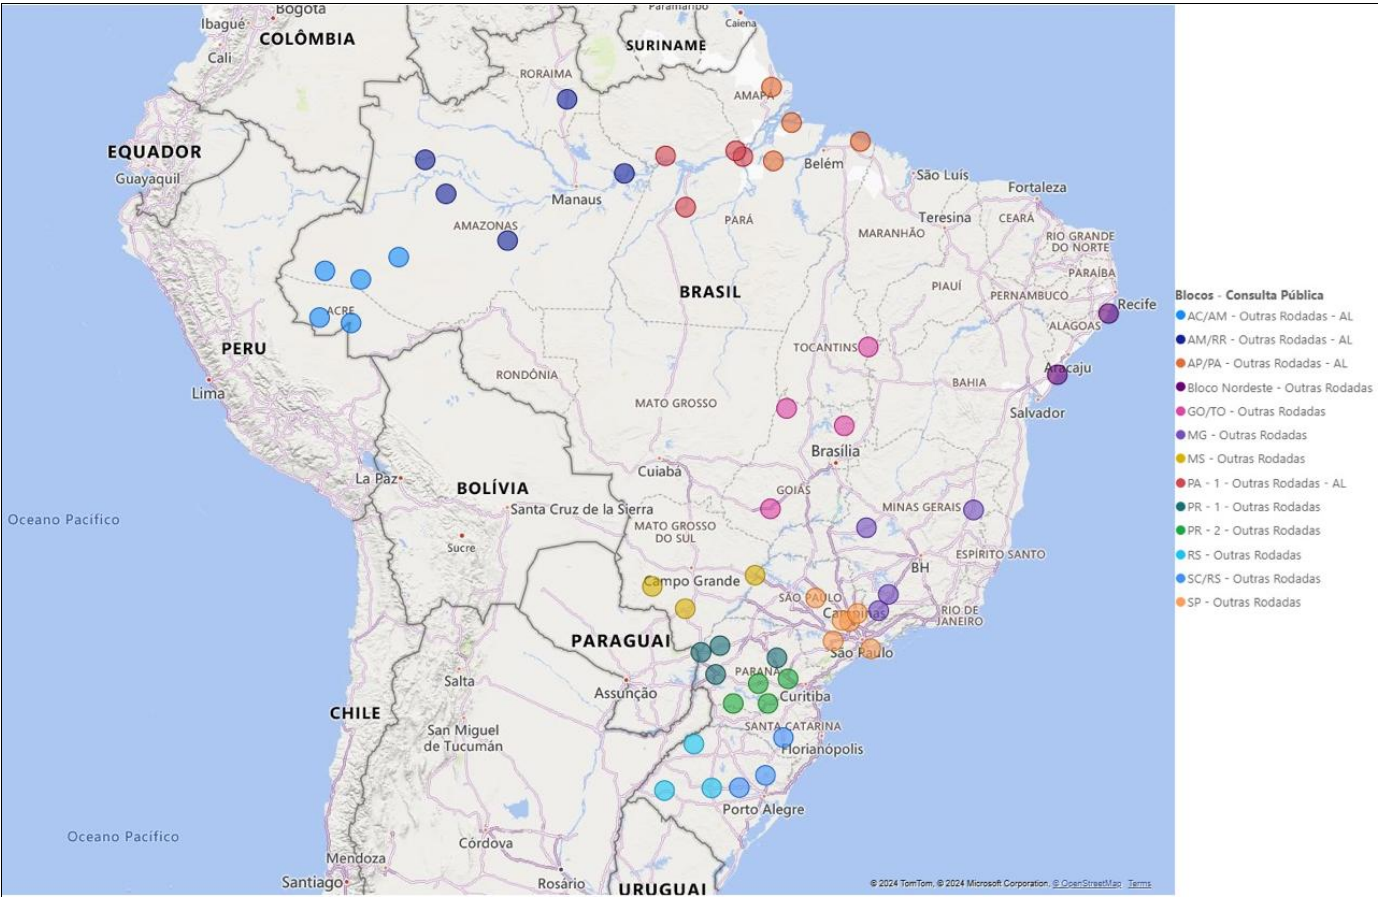 Bogotá
Paramaribo
Ibagué
COLÔMBIA
Caiena
Cali
SURINAME
RORAIMA
AMAPÁ
EQUADOR
Guayaquil
Belém
São Luís
Manaus
Fortaleza
AMAZONAS
PARÁ
Teresina
CEARÁ
MARANHÃO
RIO GRANDE
DO NORTE
PARAÍBA
BRASIL
PIAUÍ
PERNAMBUCO
Recife
ACRE
ALAGOAS
PERU
TOCANTINS
Aracaju
RONDÔNIA
BAHIA
Lima
MATO GROSSO
Salvador
Brasília
Cuiabá
La Paz
BOLÍVIA
GOIÁS
Santa Cruz de la Sierra
MINAS GERAIS
Oceano Pacífico
MATO GROSSO
DO SUL
Sucre
ESPÍRITO SANTO
BH
Campo Grande
SÃO PAULO
Campinas
RIO DE
JANEIRO
PARAGUAI
São Paulo
PARANÁ
Salta
Assunção
Curitiba
CHILE
San Miguel
de Tucumán
SANTA CATARINA
Florianópolis
Porto Alegre
Oceano Pacífico
Córdova
Mendoza
Santiago
Rosário
URUGUAI
© 2024 TomTom, © 2024 Microsoft Corporation, © OpenStreetMap Terms
Blocos - Consulta Pública
AC/AM - Outras Rodadas - AL
AM/RR - Outras Rodadas - AL
AP/PA - Outras Rodadas - AL
Bloco Nordeste - Outras Rodadas
GO/TO - Outras Rodadas
MG - Outras Rodadas
MS - Outras Rodadas
PA - 1 - Outras Rodadas - AL
PR - 1 - Outras Rodadas
PR - 2 - Outras Rodadas
RS - Outras Rodadas
SC/RS - Outras Rodadas
SP - Outras Rodadas